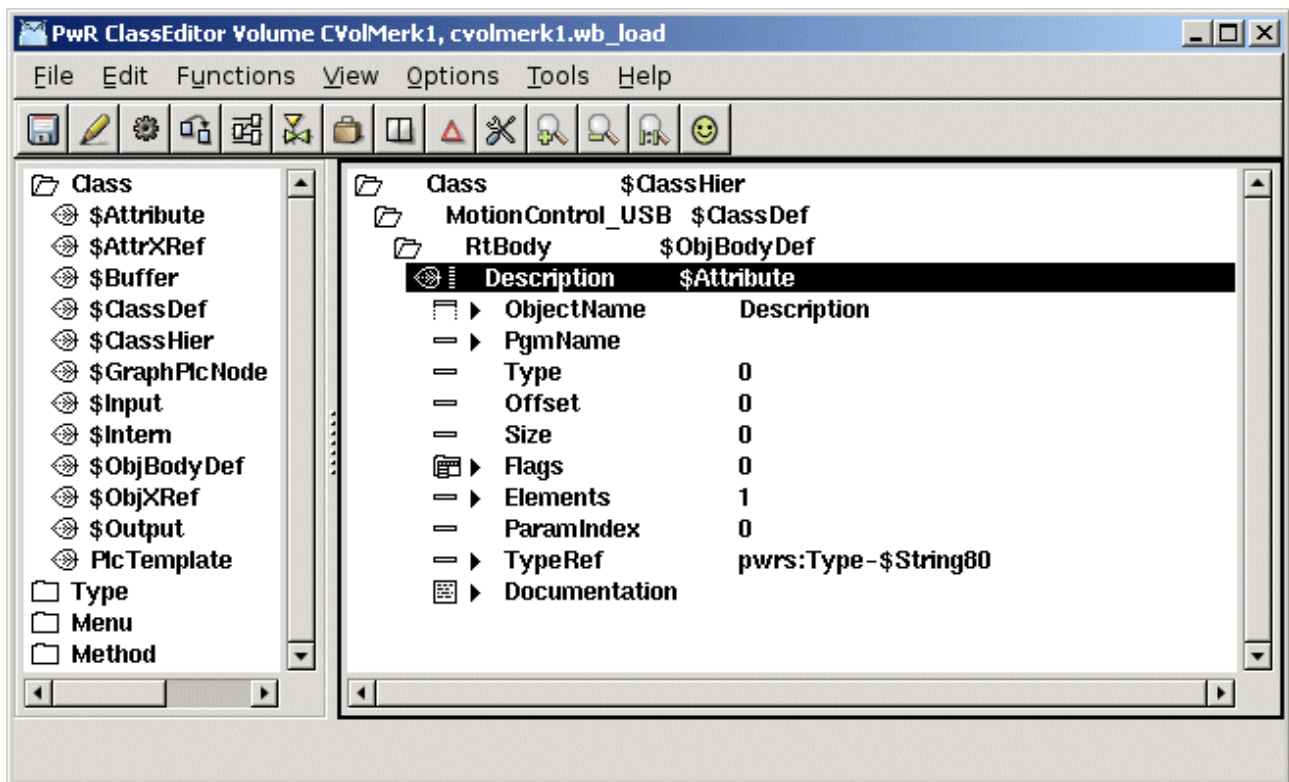 PwR ClassEditor Volume CVolMerk1, cvolmerk1.wb_load
File Edit Functions View Options Tools Help
Class
$Attribute
$AttrXRef
$Buffer
$ClassDef
$ClassHier
$GraphPlcNode
$Input
$Intern
$ObjBodyDef
$ObjXRef
$Output
PlcTemplate
Type
Menu
Method
Class $ClassHier
MotionControl_USB $ClassDef
RtBody $ObjBodyDef
Description $Attribute
ObjectName Description
PgmName
Type 0
Offset 0
Size 0
Flags 0
Elements 1
ParamIndex 0
TypeRef pwrs:Type-$String80
Documentation